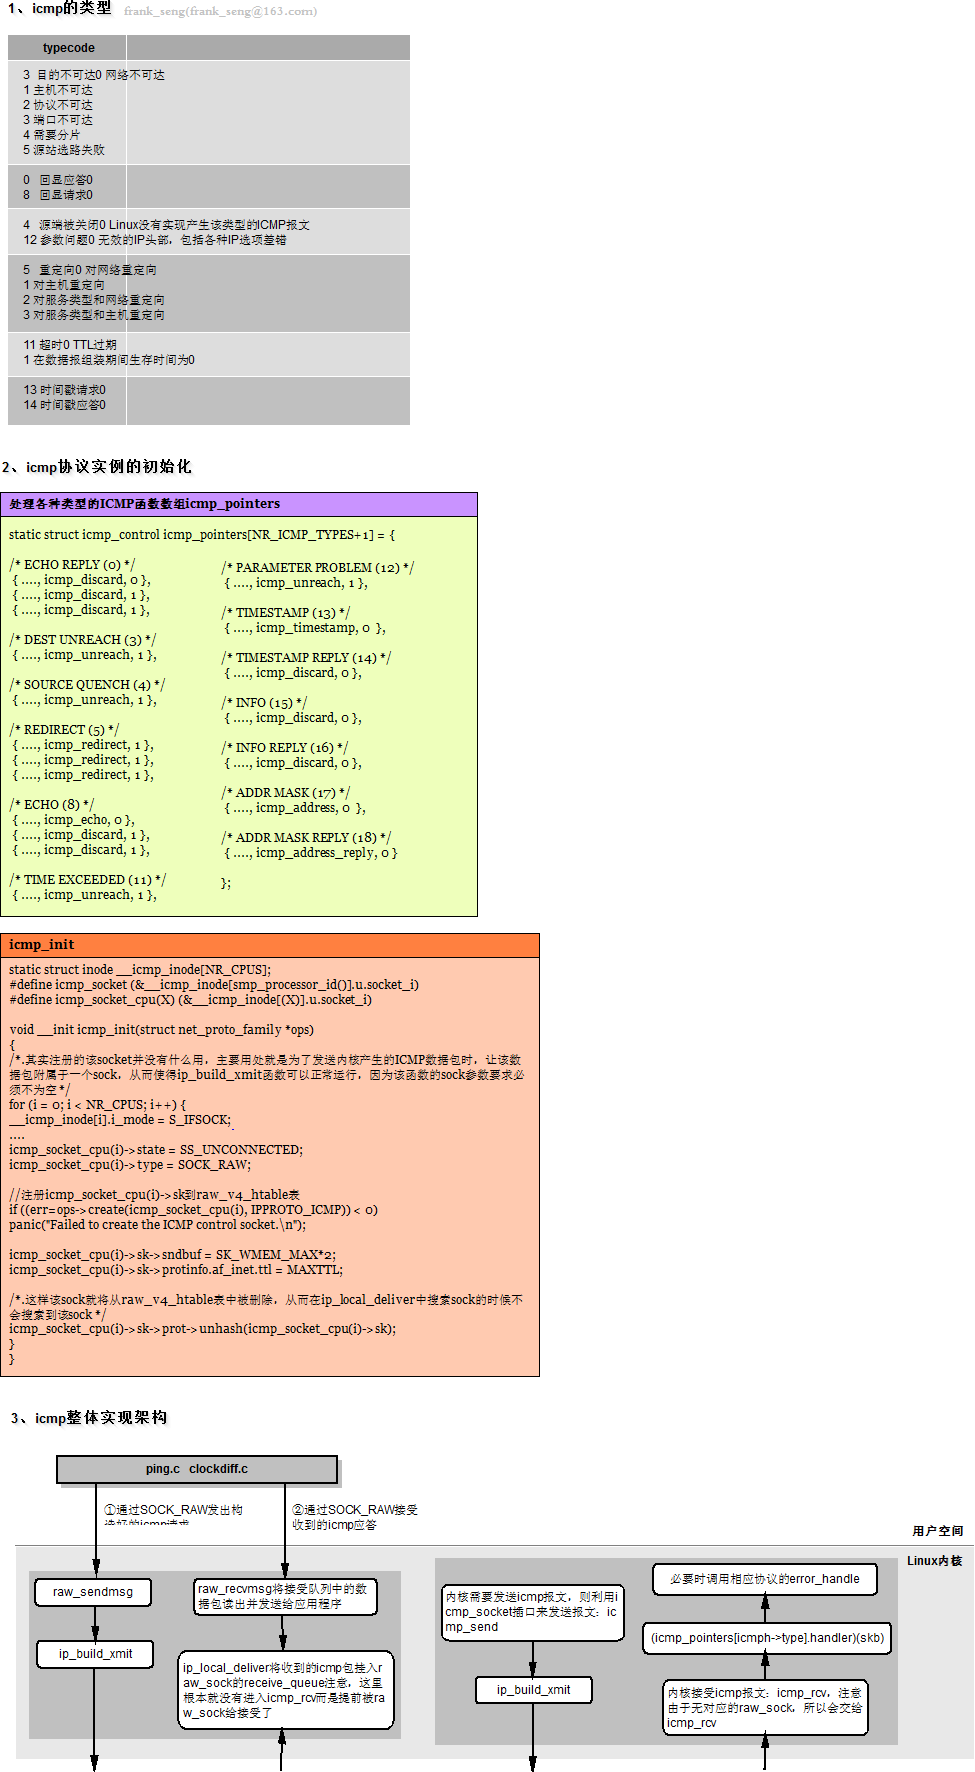 1、icmp的类型 frank_seng(frank_seng@163.com)
typecode
3 目的不可达0 网络不可达
1 主机不可达
2 协议不可达
3 端口不可达
4 需要分片
5 源站选路失败
0 回显应答0
8 回显请求0
4 源端被关闭0 Linux没有实现产生该类型的ICMP报文
12 参数问题0 无效的IP头部，包括各种IP选项差错
5 重定向0 对网络重定向
1 对主机重定向
2 对服务类型和网络重定向
3 对服务类型和主机重定向
11 超时0 TTL过期
1 在数据报组装期间生存时间为0
13 时间戳请求0
14 时间戳应答0
2、icmp协议实例的初始化
处理各种类型的ICMP函数数组icmp_pointers
static struct icmp_control icmp_pointers[NR_ICMP_TYPES+1] = {
/* ECHO REPLY (0) */
{ ...., icmp_discard, 0 },
{ ...., icmp_discard, 1 },
{ ...., icmp_discard, 1 },
/* DEST UNREACH (3) */
{ ...., icmp_unreach, 1 },
/* SOURCE QUENCH (4) */
{ ...., icmp_unreach, 1 },
/* REDIRECT (5) */
{ ...., icmp_redirect, 1 },
{ ...., icmp_redirect, 1 },
{ ...., icmp_redirect, 1 },
/* ECHO (8) */
{ ...., icmp_echo, 0 },
{ ...., icmp_discard, 1 },
{ ...., icmp_discard, 1 },
/* TIME EXCEEDED (11) */
{ ...., icmp_unreach, 1 },
/* PARAMETER PROBLEM (12) */
{ ...., icmp_unreach, 1 },
/* TIMESTAMP (13) */
{ ...., icmp_timestamp, 0 },
/* TIMESTAMP REPLY (14) */
{ ...., icmp_discard, 0 },
/* INFO (15) */
{ ...., icmp_discard, 0 },
/* INFO REPLY (16) */
{ ...., icmp_discard, 0 },
/* ADDR MASK (17) */
{ ...., icmp_address, 0 },
/* ADDR MASK REPLY (18) */
{ ...., icmp_address_reply, 0 }
};
icmp_init
static struct inode __icmp_inode[NR_CPUS];
#define icmp_socket (&__icmp_inode[smp_processor_id()].u.socket_i)
#define icmp_socket_cpu(X) (&__icmp_inode[(X)].u.socket_i)
void __init icmp_init(struct net_proto_family *ops)
{
/*.其实注册的该socket并没有什么用，主要用处就是为了发送内核产生的ICMP数据包时，让该数
据包附属于一个sock，从而使得ip_build_xmit函数可以正常运行，因为该函数的sock参数要求必
须不为空 */
for (i = 0; i < NR_CPUS; i++) {
__icmp_inode[i].i_mode = S_IFSOCK;
....
icmp_socket_cpu(i)->state = SS_UNCONNECTED;
icmp_socket_cpu(i)->type = SOCK_RAW;
//注册icmp_socket_cpu(i)->sk到raw_v4_htable表
if ((err=ops->create(icmp_socket_cpu(i), IPPROTO_ICMP)) < 0)
panic("Failed to create the ICMP control socket.\n");
icmp_socket_cpu(i)->sk->sndbuf = SK_WMEM_MAX*2;
icmp_socket_cpu(i)->sk->protinfo.af_inet.ttl = MAXTTL;
/*.这样该sock就将从raw_v4_htable表中被删除，从而在ip_local_deliver中搜索sock的时候不
会搜索到该sock */
icmp_socket_cpu(i)->sk->prot->unhash(icmp_socket_cpu(i)->sk);
}
}
3、icmp整体实现架构
ping.c clockdiff.c
①通过SOCK_RAW发出构
造好的icmp请求
②通过SOCK_RAW接受
收到的icmp应答
用户空间
Linux内核
raw_sendmsg
ip_build_xmit
raw_recvmsg将接受队列中的数
据包读出并发送给应用程序
ip_local_deliver将收到的icmp包挂入r
aw_sock的receive_queue注意，这里
根本就没有进入icmp_rcv而是提前被ra
w_sock给接受了
内核需要发送icmp报文，则利用i
cmp_socket插口来发送报文：ic
mp_send
ip_build_xmit
必要时调用相应协议的error_handle
(icmp_pointers[icmph->type].handler)(skb)
内核接受icmp报文：icmp_rcv，注意
由于无对应的raw_sock，所以会交给
icmp_rcv